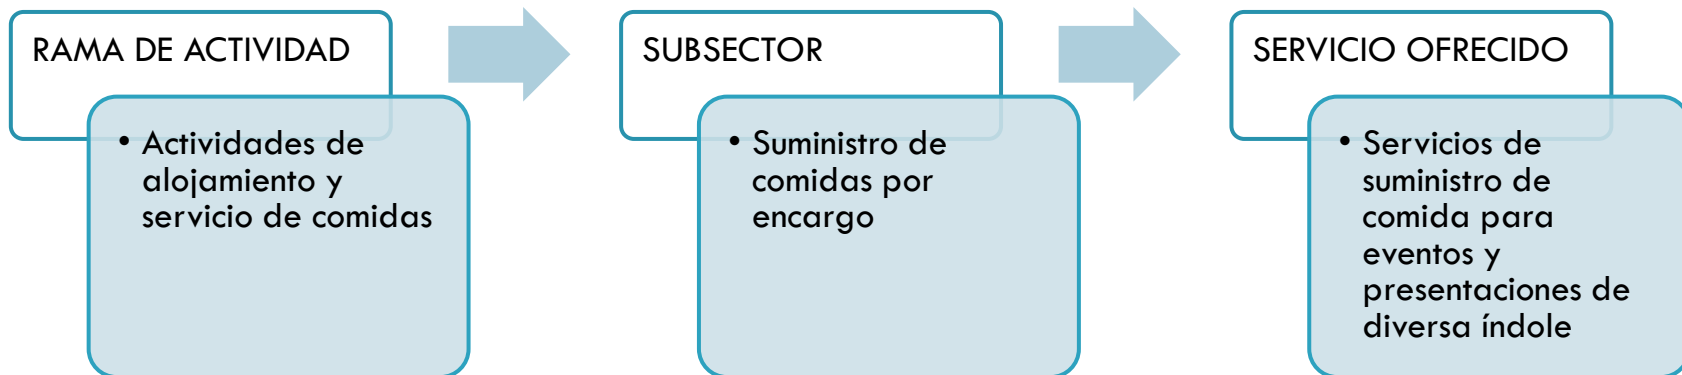 RAMA DE ACTIVIDAD
• Actividades de
alojamiento y
servicio de comidas
SUBSECTOR
• Suministro de
comidas por
encargo
SERVICIO OFRECIDO
• Servicios de
suministro de
comida para
eventos y
presentaciones de
diversa índole